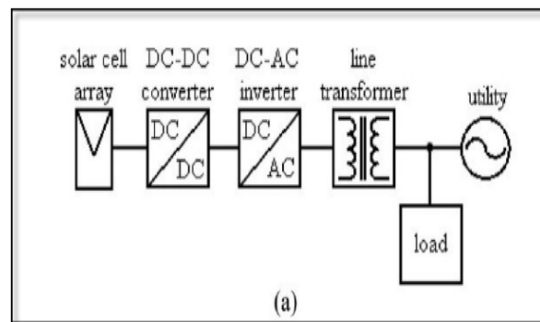 solar cell DC-DC DC-AC line
array converter inverter transformer utility
DC DC
DC AC
load
(a)